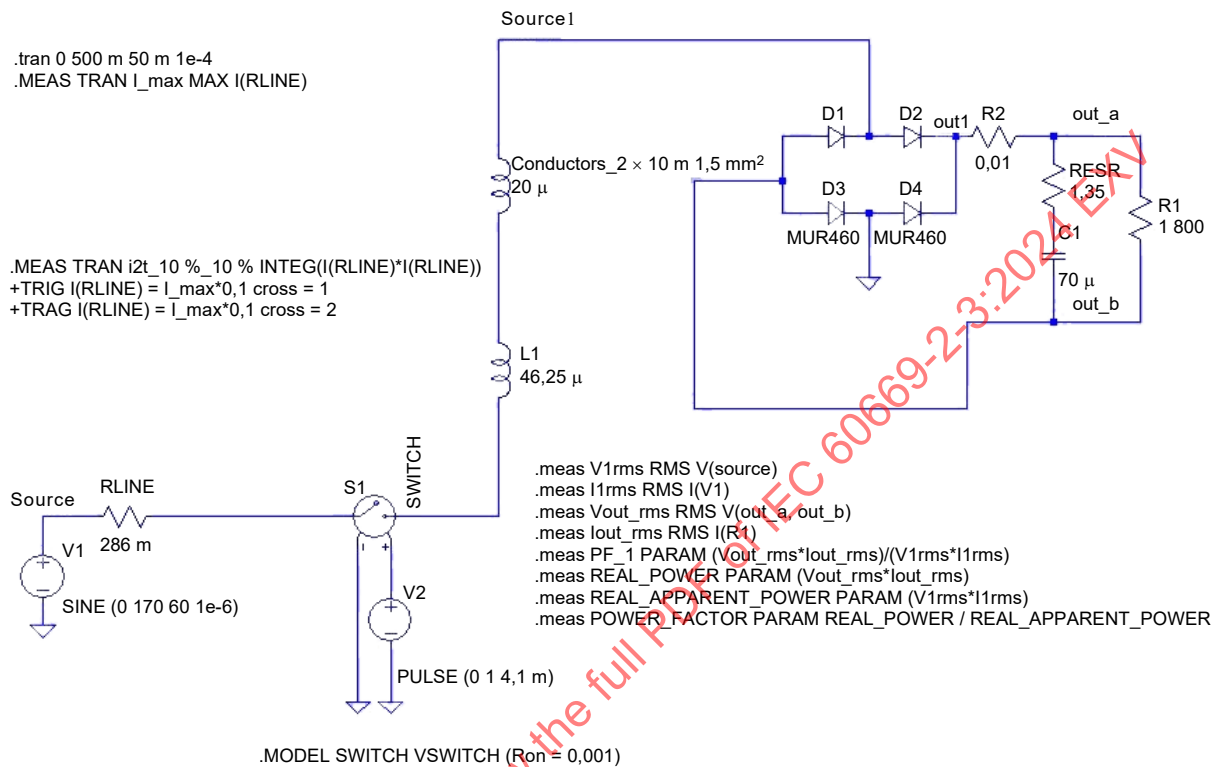 Source1
.tran 0 500 m 50 m 1e-4
.MEAS TRAN I_max MAX I(RLINE)
D1
D2
out1
R2
0,01
out_a
Conductors_2 × 10 m 1,5 mm²
20 μ
D3
D4
MUR460
MUR460
RESR
1,35
C1
70 μ
out_b
R1
1 800
.MEAS TRAN i2t_10 %_10 % INTEG(I(RLINE)*I(RLINE))
+TRIG I(RLINE) = I_max*0,1 cross = 1
+TRAG I(RLINE) = I_max*0,1 cross = 2
L1
46,25 μ
SWITCH
Source
RLINE
286 m
S1
V1
+
−
SINE (0 170 60 1e-6)
− +
V2
+
−
PULSE (0 1 4,1 m)
.meas V1rms RMS V(source)
.meas I1rms RMS I(V1)
.meas Vout_rms RMS V(out_a, out_b)
.meas Iout_rms RMS I(R1)
.meas PF_1 PARAM (Vout_rms*Iout_rms)/(V1rms*I1rms)
.meas REAL_POWER PARAM (Vout_rms*Iout_rms)
.meas REAL_APPARENT_POWER PARAM (V1rms*I1rms)
.meas POWER_FACTOR PARAM REAL_POWER / REAL_APPARENT_POWER
.MODEL SWITCH VSWITCH (Ron = 0,001)
the full PDF of IEC 60669-2-3:2024 EXV